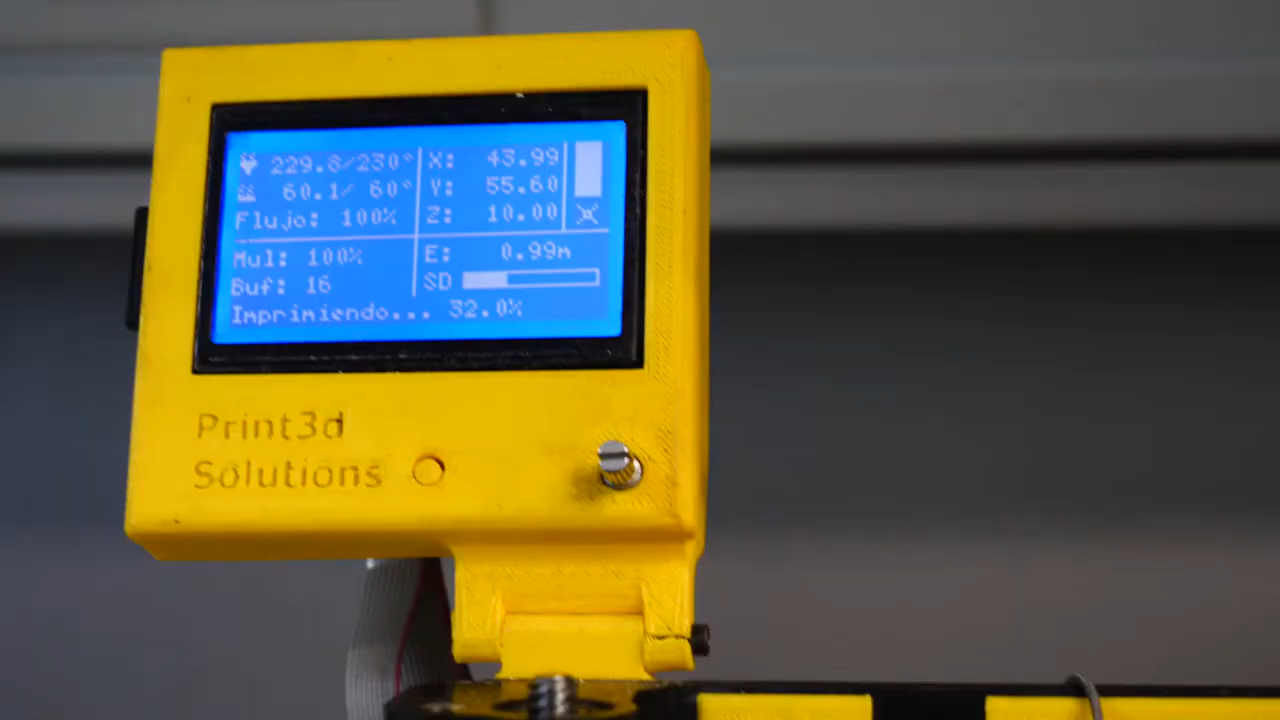 229.8/230° X: 43.99
60.1/ 60° Y: 55.60
Flujo: 100% Z: 10.00
Mul: 100% E: 0.99m
Buf: 16 SD
Imprimiendo... 32.0%
Print3d
Solutions